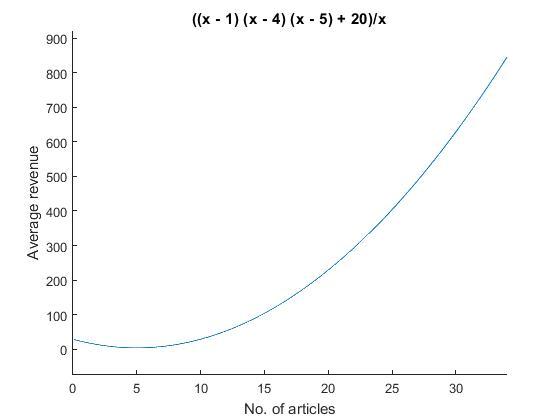 ((x - 1) (x - 4) (x - 5) + 20)/x
900
800
700
600
500
400
300
200
100
0
Average revenue
0 5 10 15 20 25 30
No. of articles